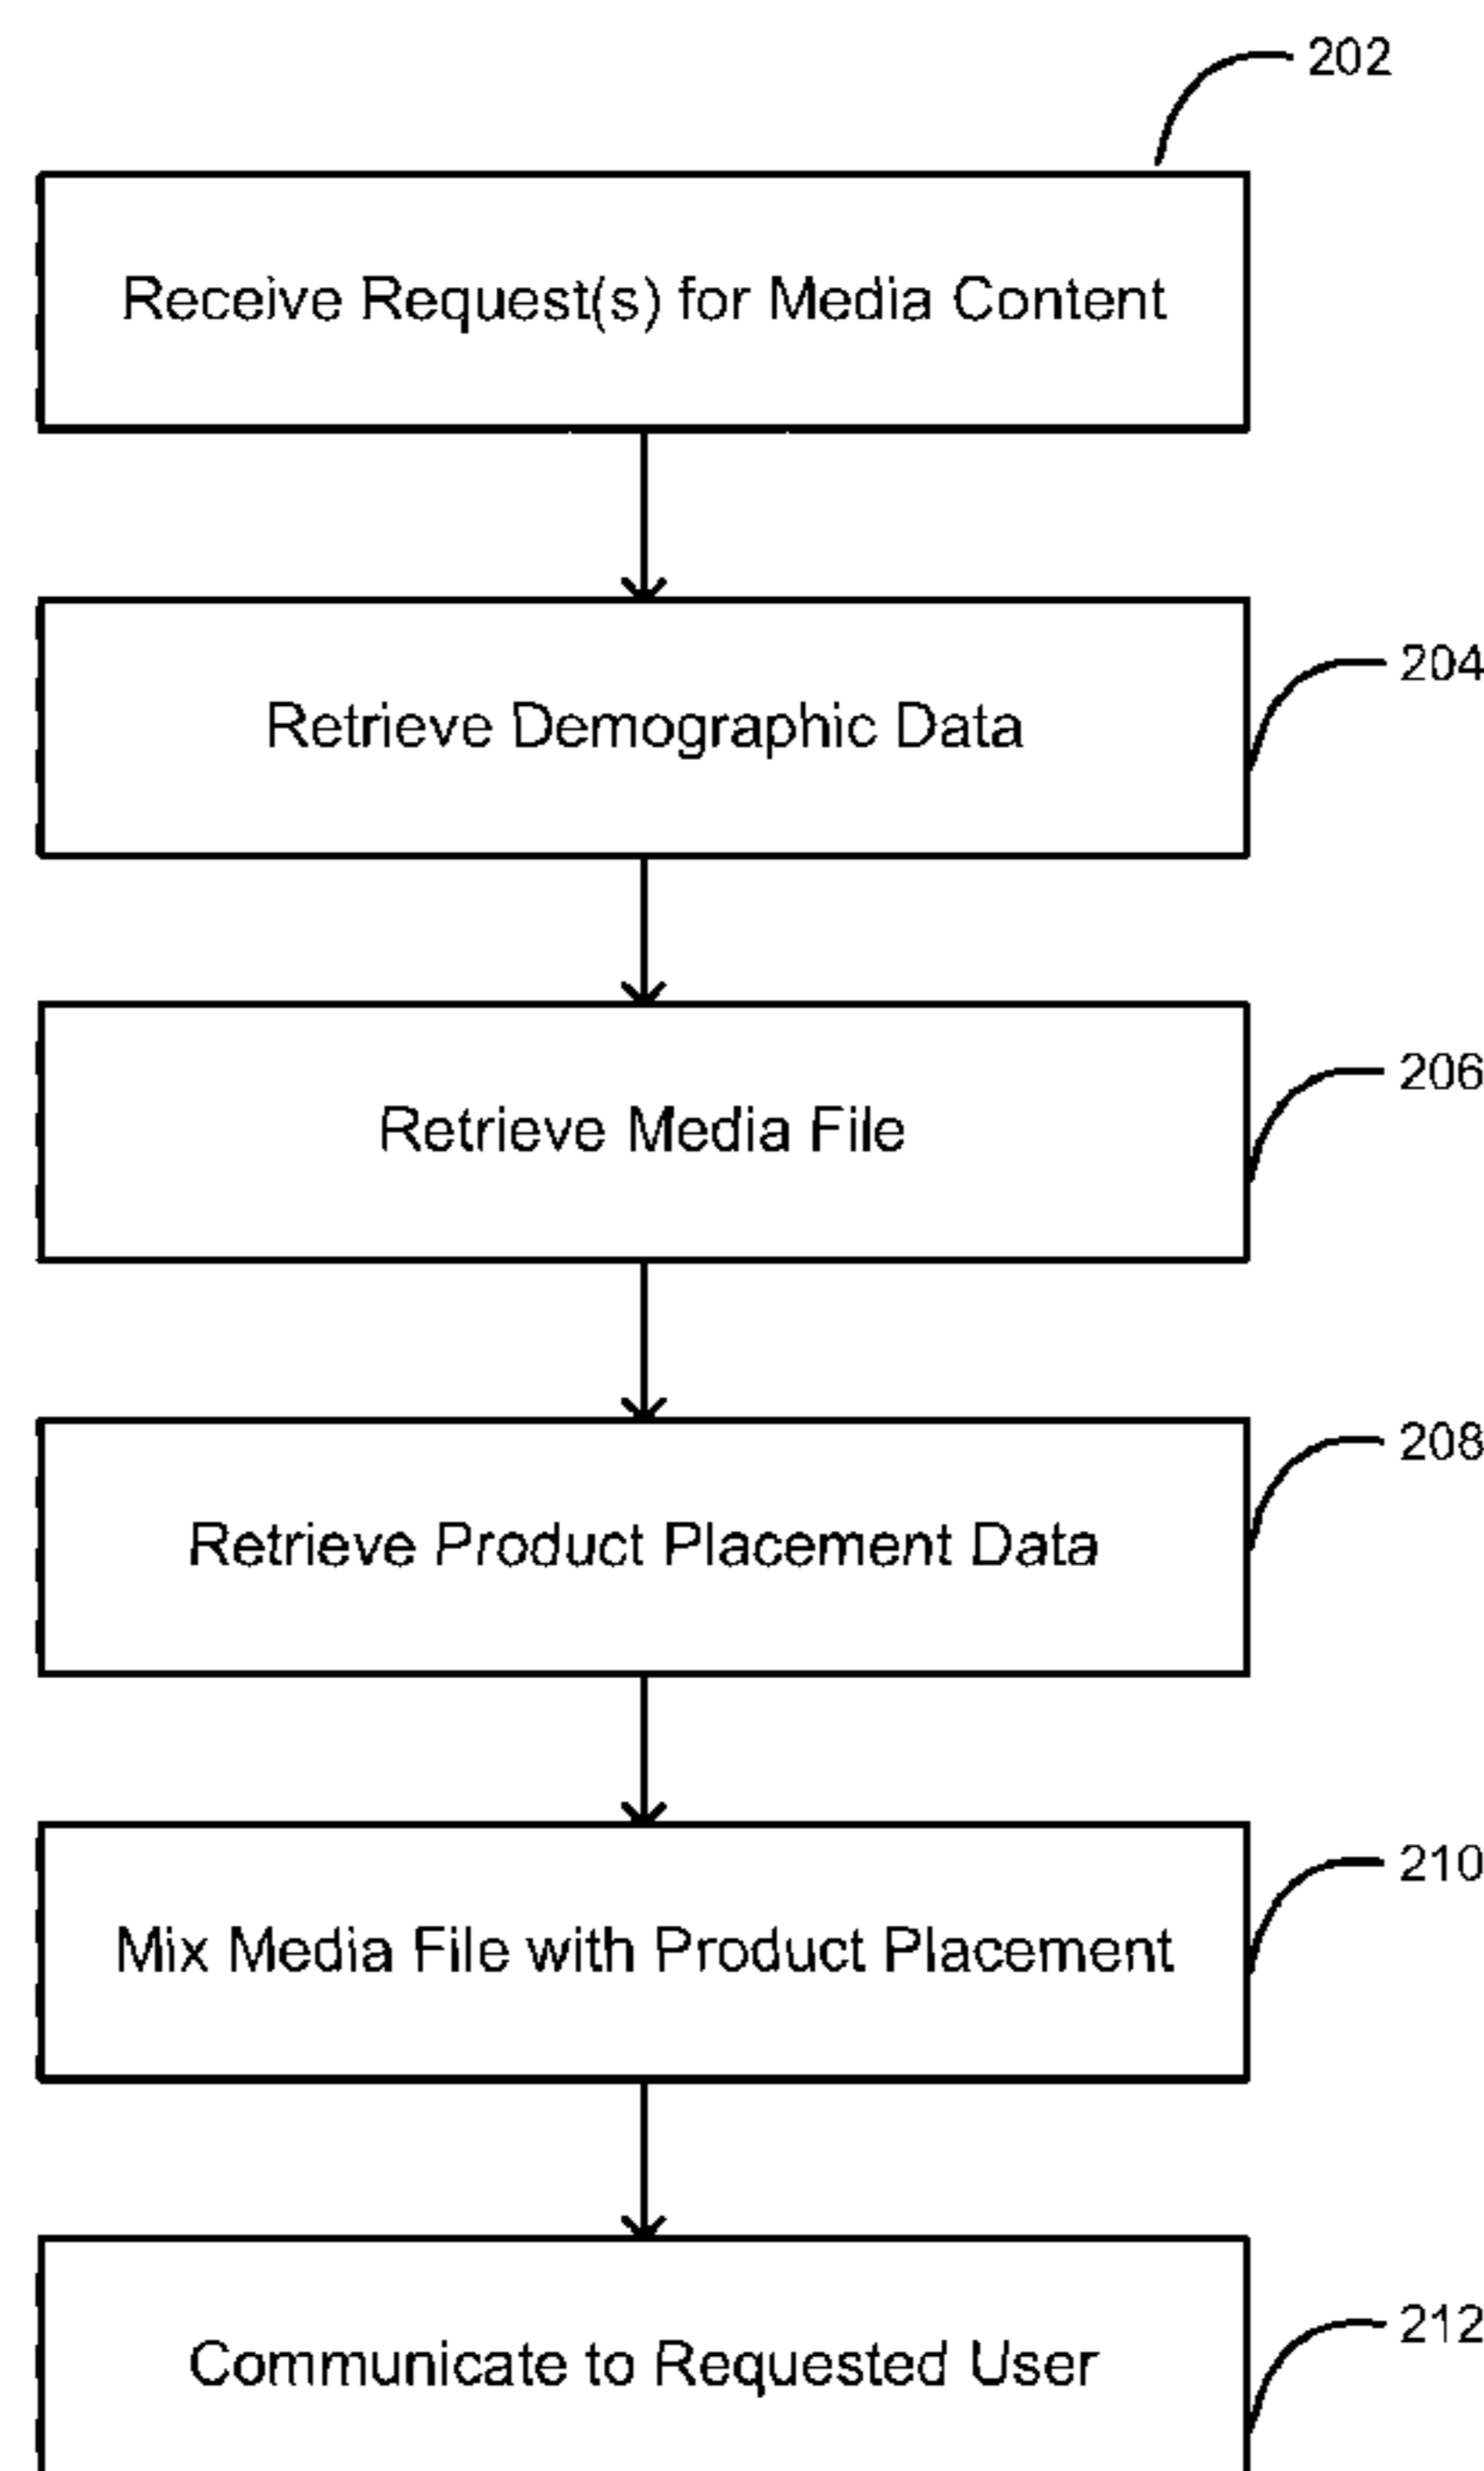 202
Receive Request(s) for Media Content
Retrieve Demographic Data
204
Retrieve Media File
206
Retrieve Product Placement Data
208
Mix Media File with Product Placement
210
Communicate to Requested User
212